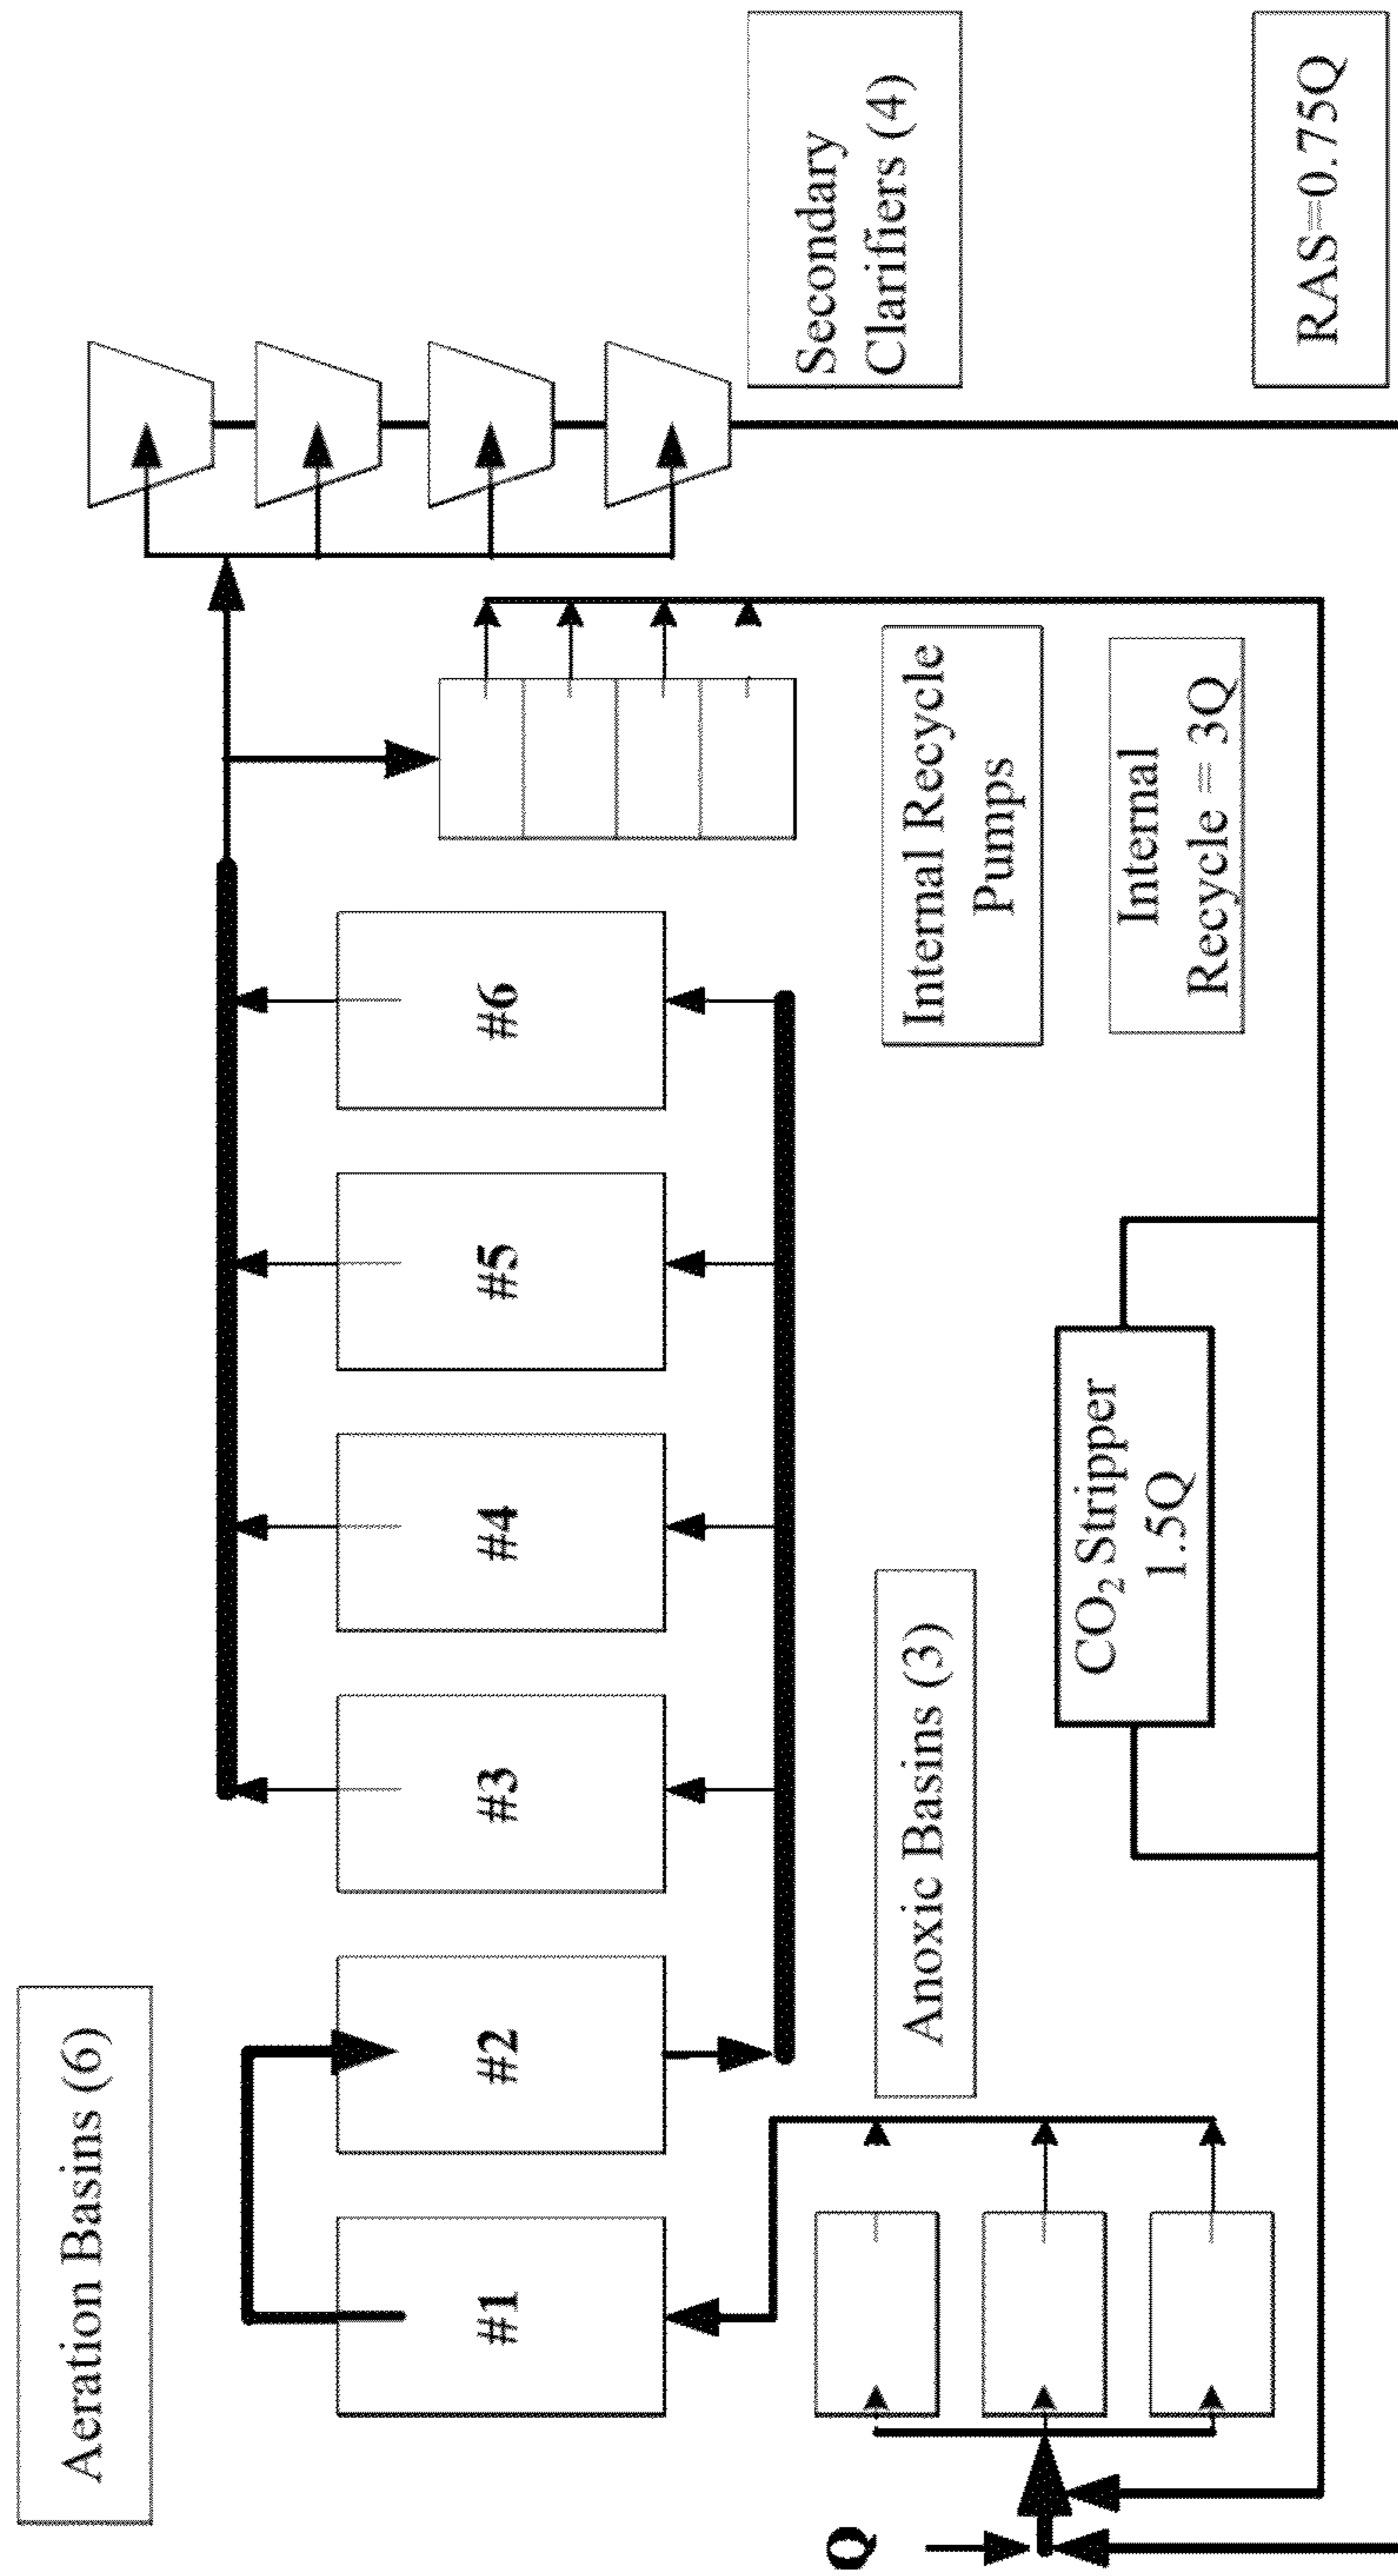 Aeration Basins (6)
#1
#2
#3
#4
#5
#6
Secondary
Clarifiers (4)
Internal Recycle
Pumps
Q
Anoxic Basins (3)
CO₂ Stripper
1.5Q
Internal
Recycle = 3Q
RAS=0.75Q